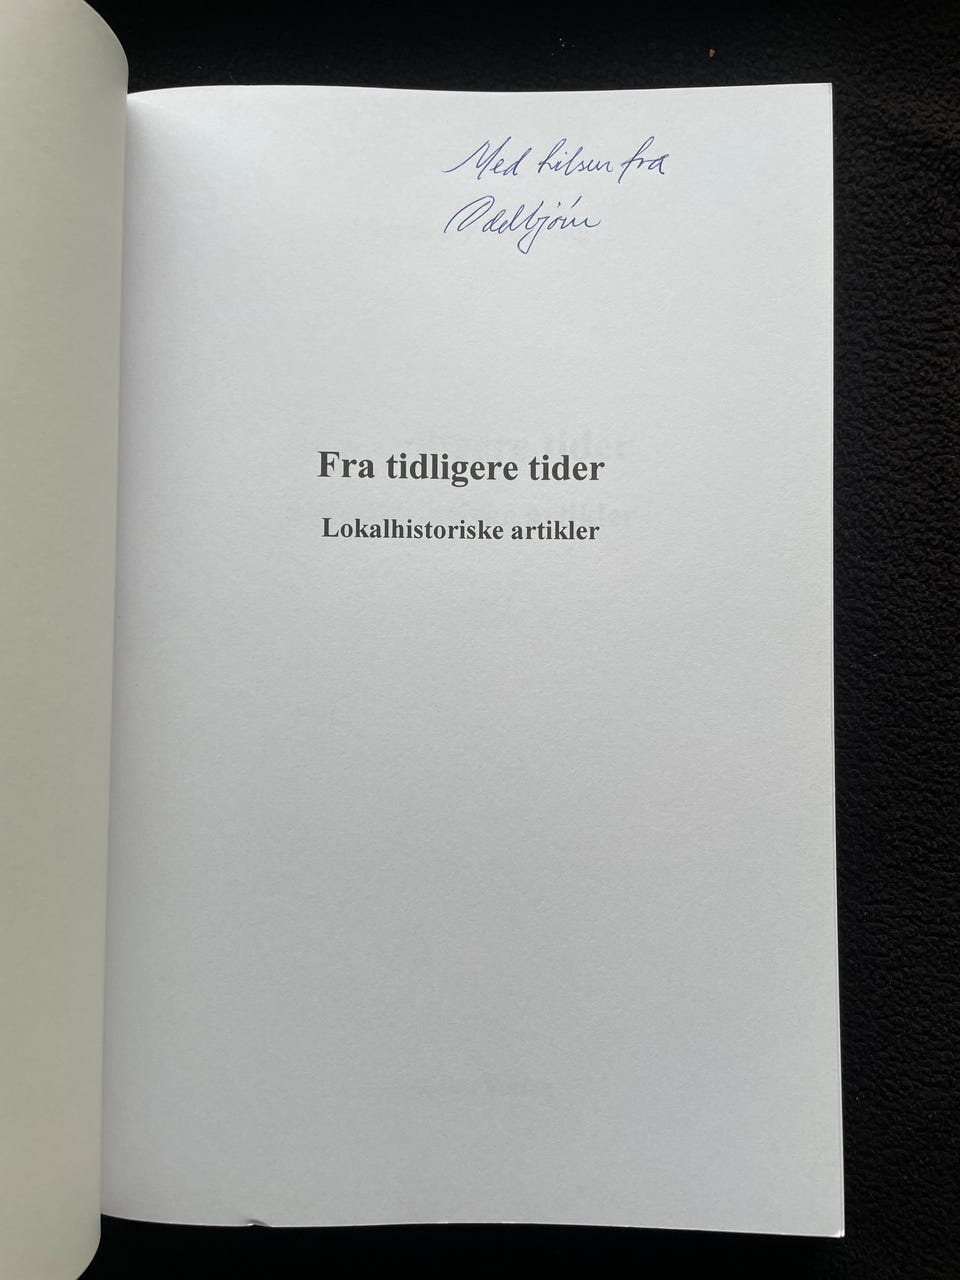 Med hilsen fra
Oddbjørn
Fra tidligere tider
Lokalhistoriske artikler